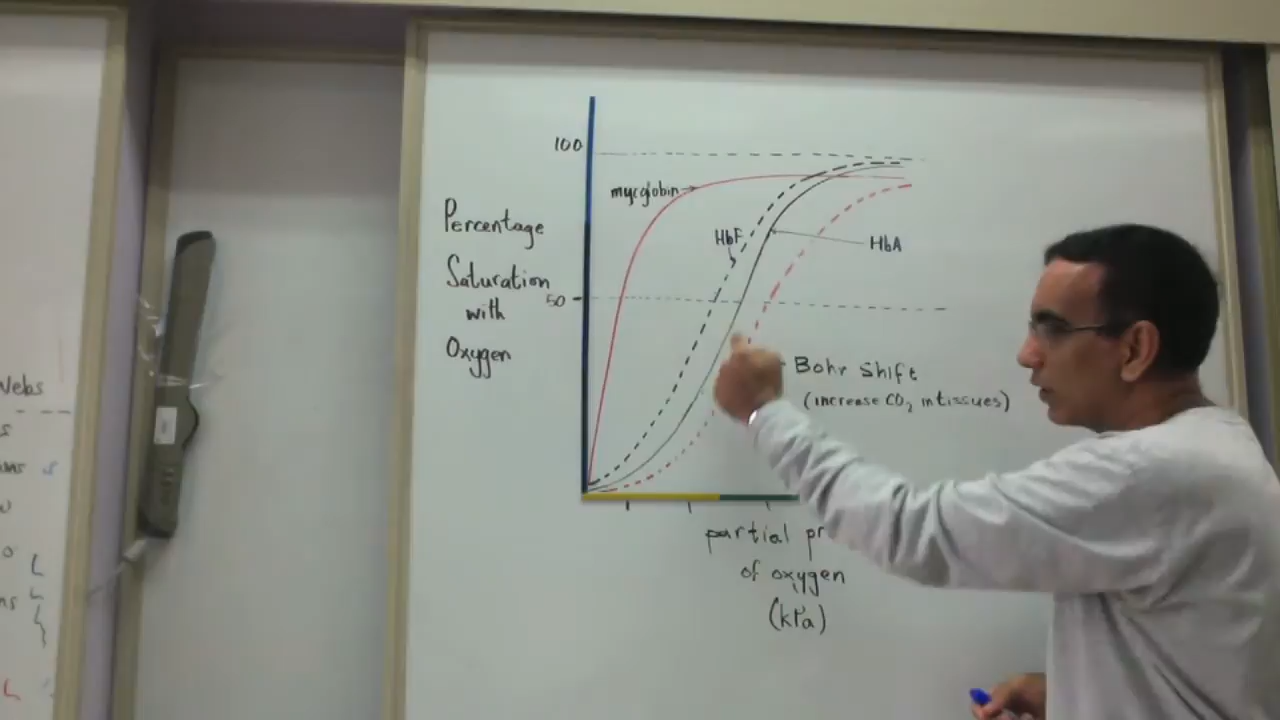 Webs
100
myoglobin
Percentage
HbF
HbA
Saturation
50
with
Oxygen
Bohr Shift
(increase CO₂ in tissues)
partial pr
of oxygen
(kPa)